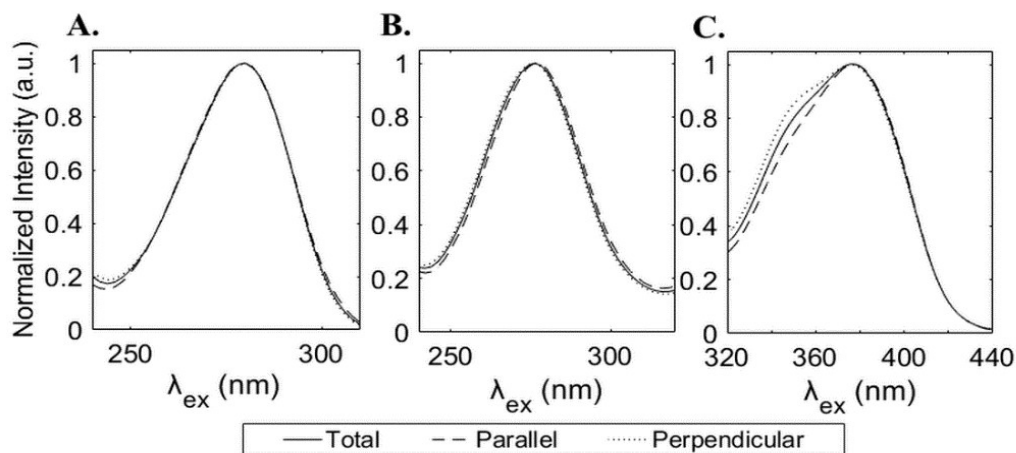 A.
B.
C.
Normalized Intensity (a.u.)
1
0.8
0.6
0.4
0.2
0
250
300
λex (nm)
1
0.8
0.6
0.4
0.2
0
250
300
λex (nm)
1
0.8
0.6
0.4
0.2
0
320
360
400
440
λex (nm)
Total
Parallel
Perpendicular